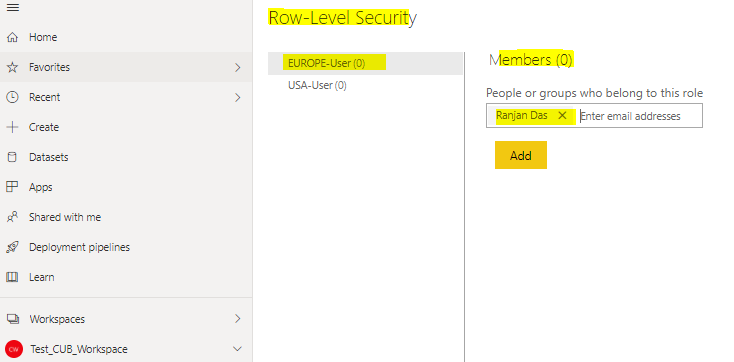 Home
Favorites
Recent
Create
Datasets
Apps
Shared with me
Deployment pipelines
Learn
Workspaces
CW Test_CUB_Workspace
Row-Level Security
EUROPE-User (0)
USA-User (0)
Members (0)
People or groups who belong to this role
Ranjan Das Enter email addresses
Add